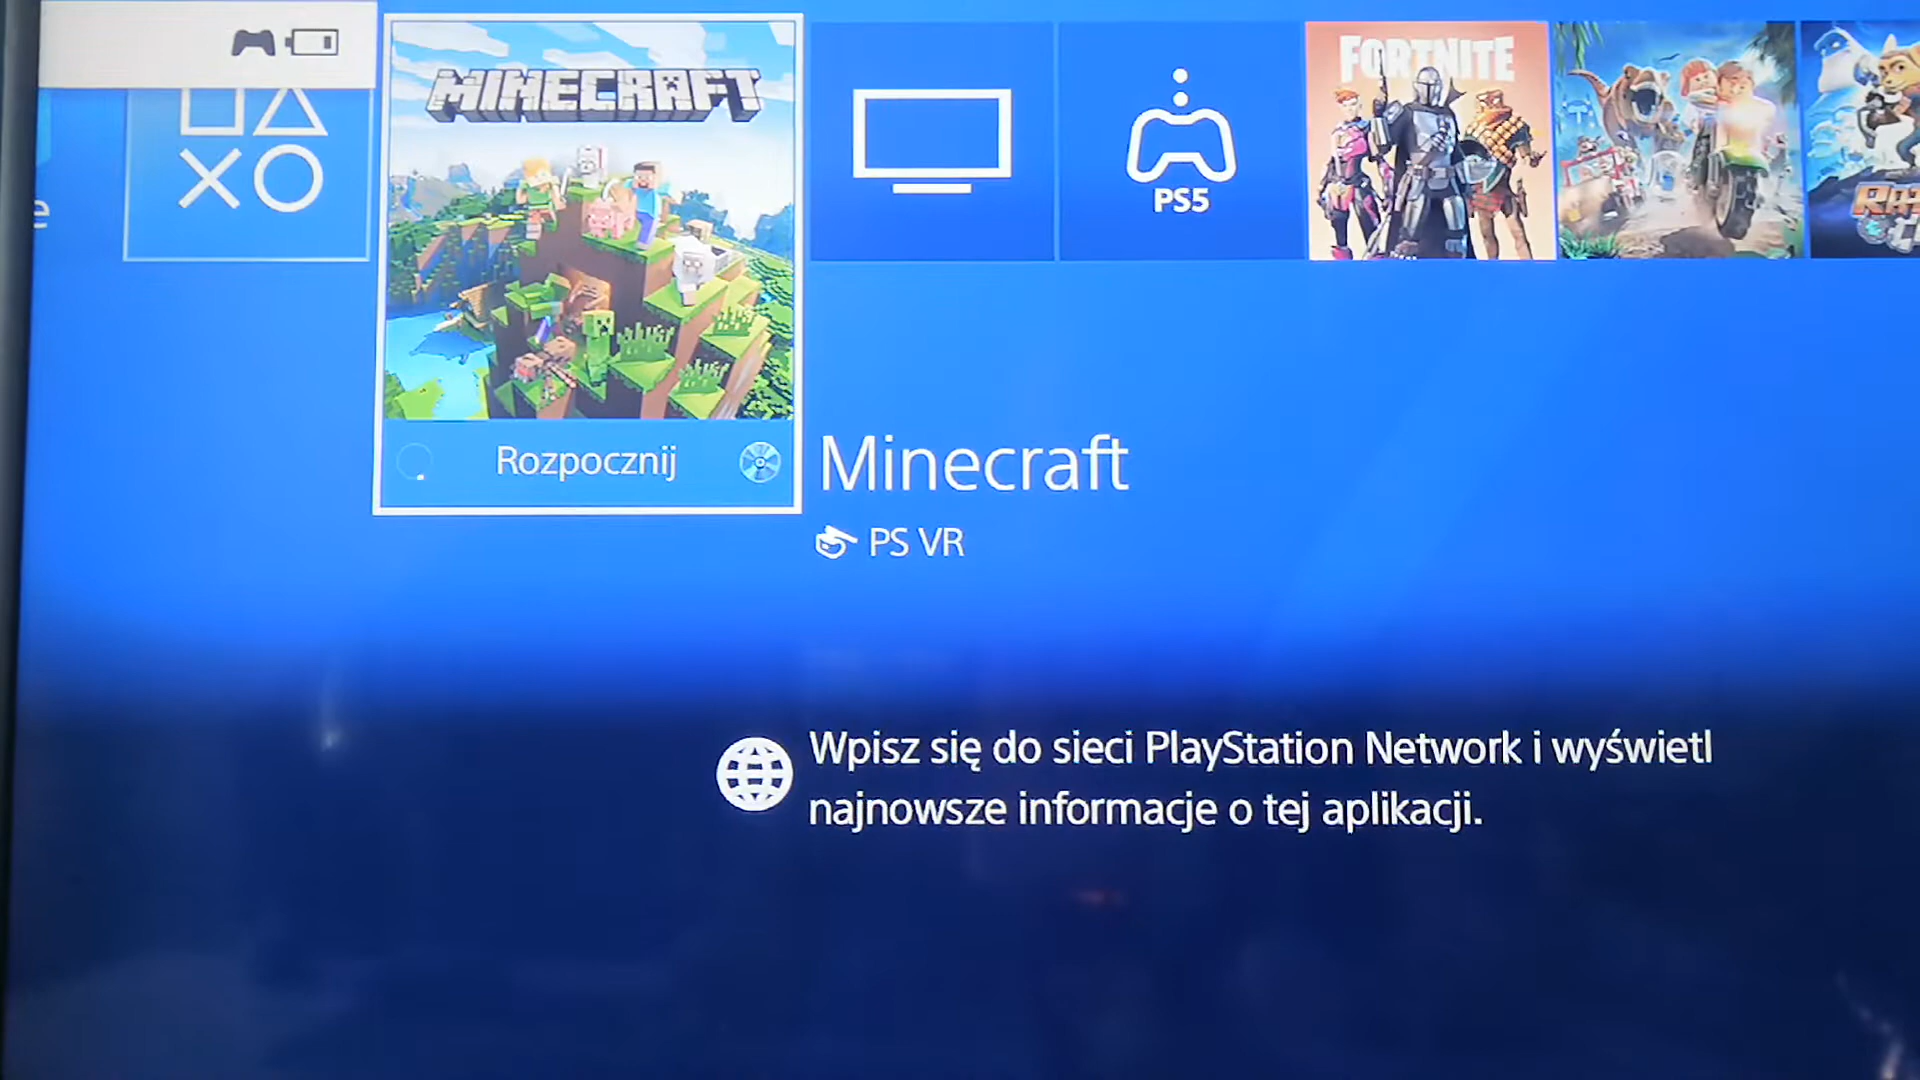 MINECRAFT
PS5
FORTNITE
e
Rozpocznij
Minecraft
PS VR
Wpisz się do sieci PlayStation Network i wyświetl
najnowsze informacje o tej aplikacji.